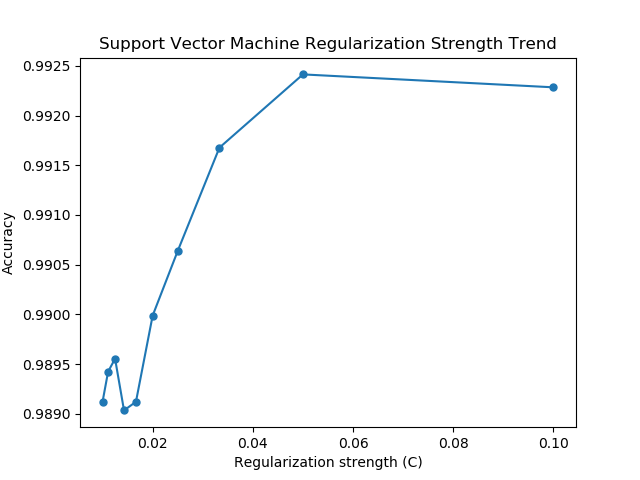 Support Vector Machine Regularization Strength Trend
0.9925
0.9920
0.9915
0.9910
0.9905
0.9900
0.9895
0.9890
Accuracy
0.02 0.04 0.06 0.08 0.10
Regularization strength (C)